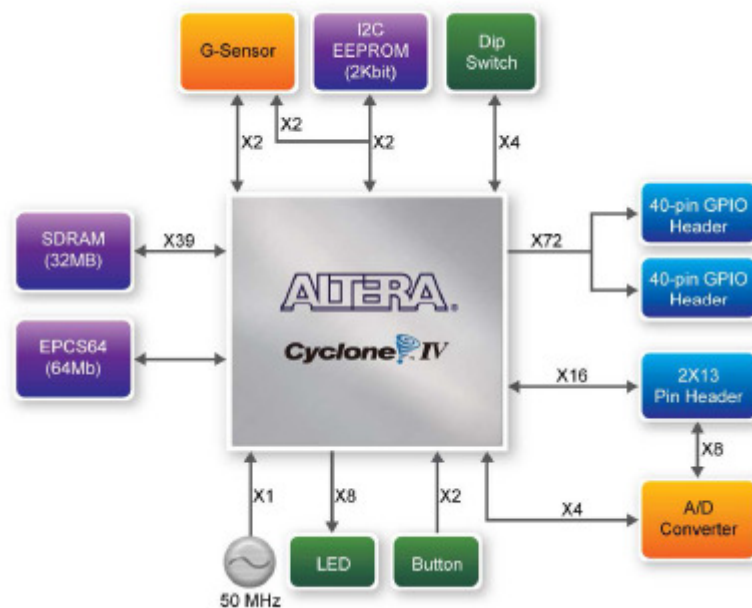 G-Sensor
I2C
EEPROM
(2Kbit)
Dip
Switch
X2
X2
X2
X4
SDRAM
(32MB)
X39
X72
40-pin GPIO
Header
40-pin GPIO
Header
ALTERA®
Cyclone™ IV
EPCS64
(64Mb)
X16
2X13
Pin Header
X8
X1
X8
X2
X4
A/D
Converter
LED
Button
50 MHz